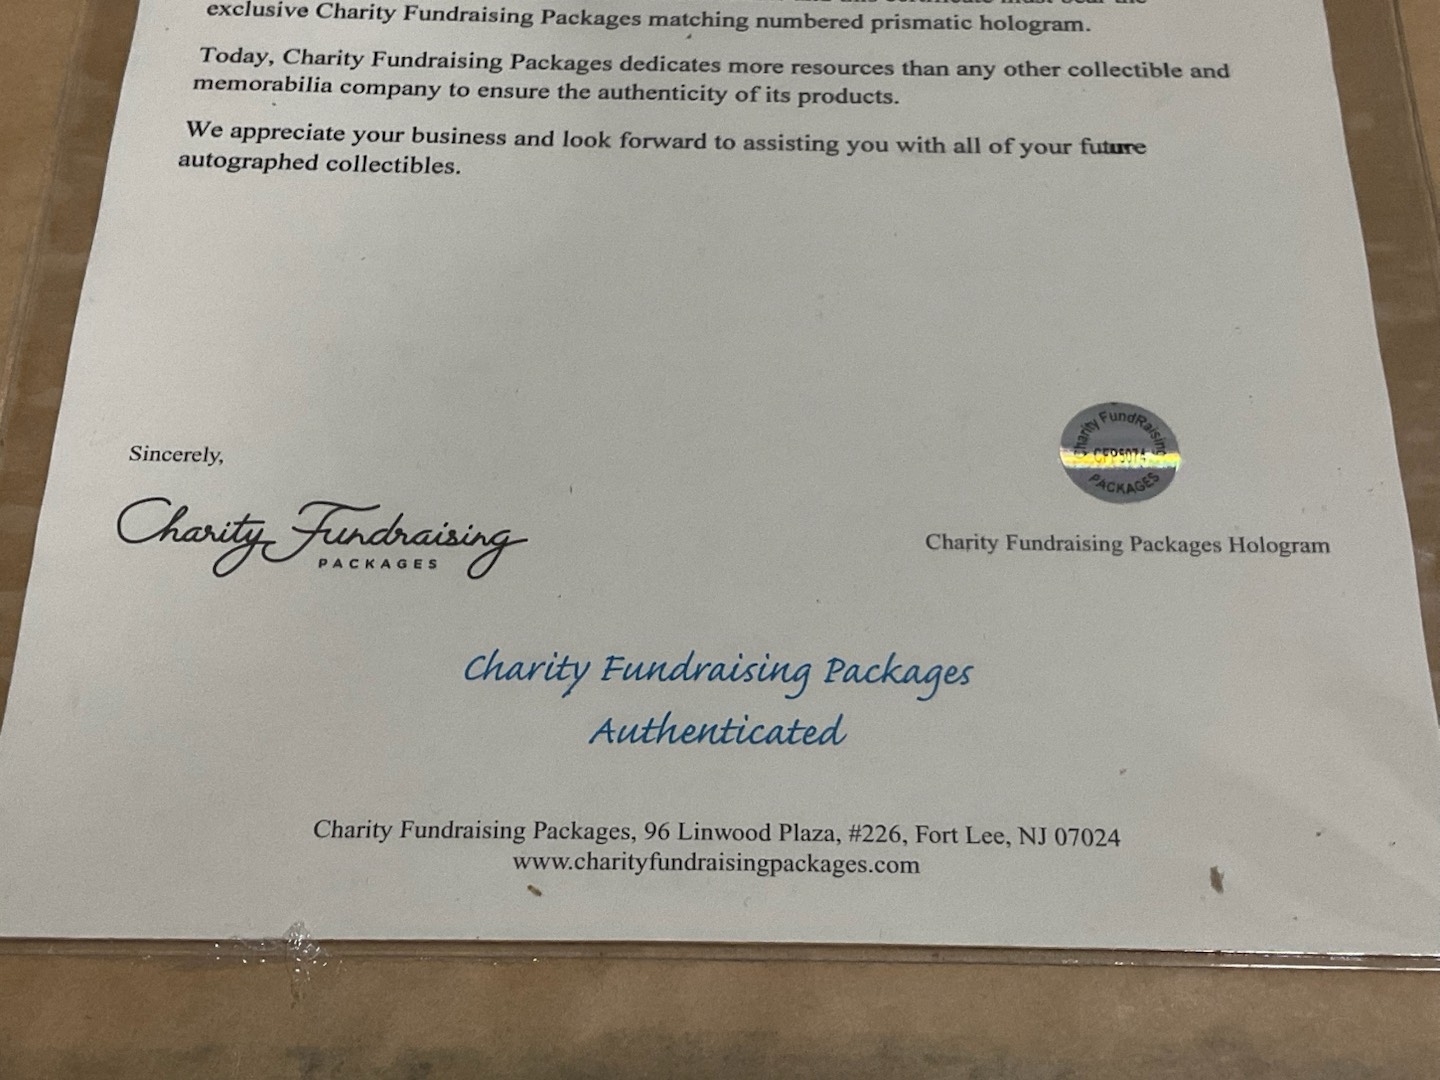 exclusive Charity Fundraising Packages matching numbered prismatic hologram.
Today, Charity Fundraising Packages dedicates more resources than any other collectible and
memorabilia company to ensure the authenticity of its products.
We appreciate your business and look forward to assisting you with all of your future
autographed collectibles.
Charity FundRaising
CFP5074
PACKAGES
Sincerely,
Charity Fundraising
PACKAGES
Charity Fundraising Packages Hologram
Charity Fundraising Packages
Authenticated
Charity Fundraising Packages, 96 Linwood Plaza, #226, Fort Lee, NJ 07024
www.charityfundraisingpackages.com